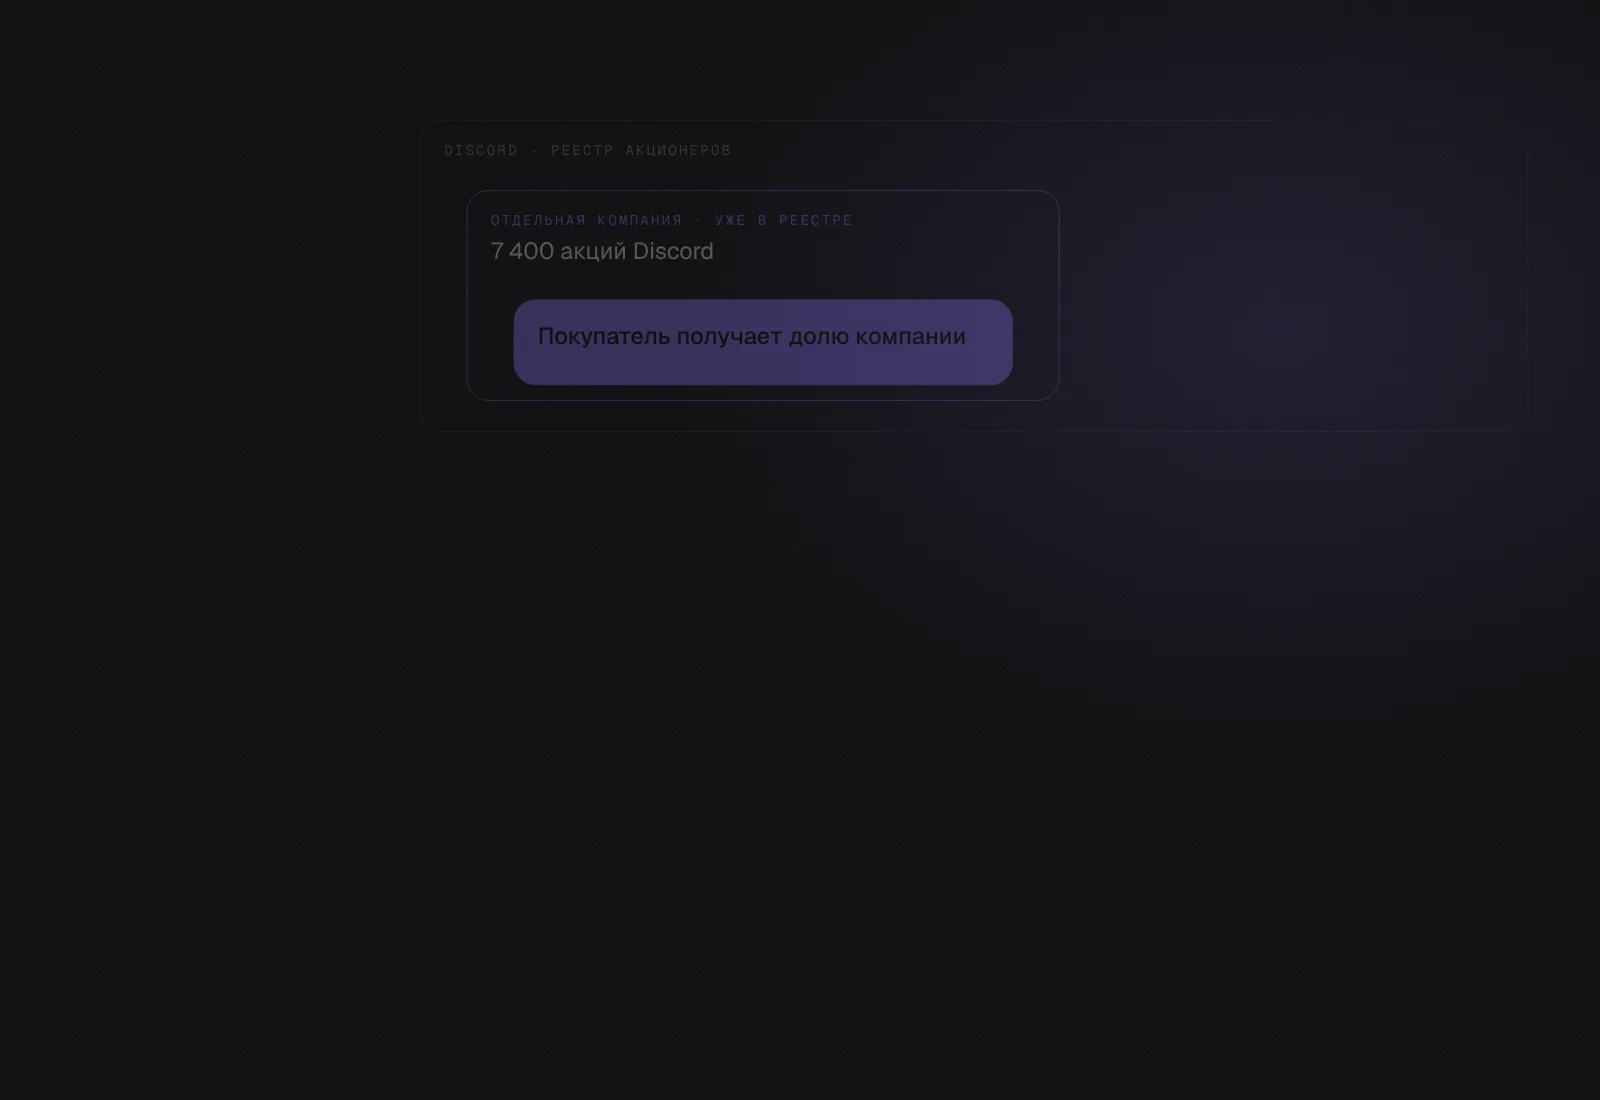 DISCORD · РЕЕСТР АКЦИОНЕРОВ
ОТДЕЛЬНАЯ КОМПАНИЯ · УЖЕ В РЕЕСТРЕ
7 400 акций Discord
Покупатель получает долю компании